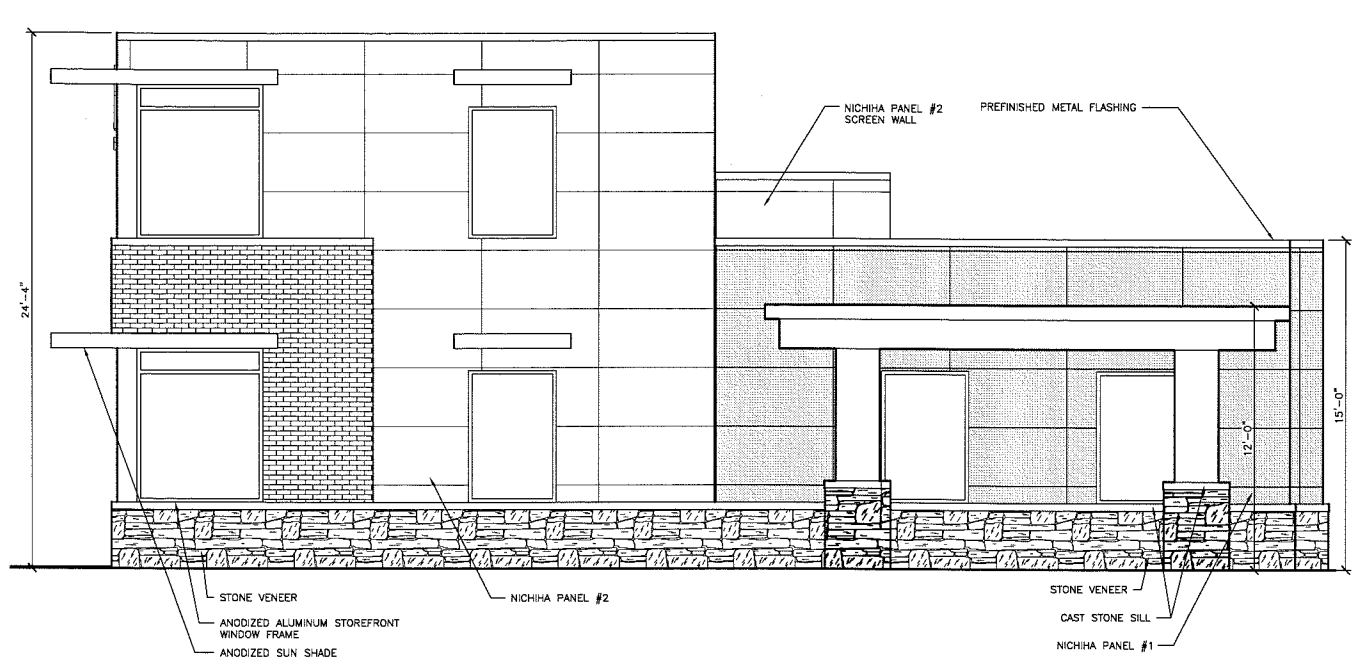 NICHIHA PANEL #2
SCREEN WALL
PREFINISHED METAL FLASHING
24'-4"
12'-0"
15'-0"
STONE VENEER
ANODIZED ALUMINUM STOREFRONT
WINDOW FRAME
ANODIZED SUN SHADE
NICHIHA PANEL #2
STONE VENEER
CAST STONE SILL
NICHIHA PANEL #1